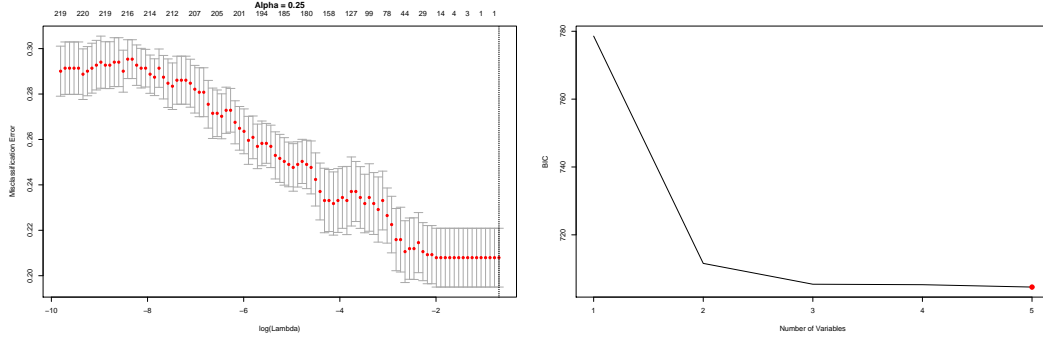 Alpha = 0.25
219 220 219 216 214 212 207 205 201 194 185 180 158 127 99 78 44 29 14 4 3 1 1
Misclassification Error
0.30
0.28
0.26
0.24
0.22
0.20
−10 −8 −6 −4 −2
log(Lambda)
BIC
780
760
740
720
1 2 3 4 5
Number of Variables